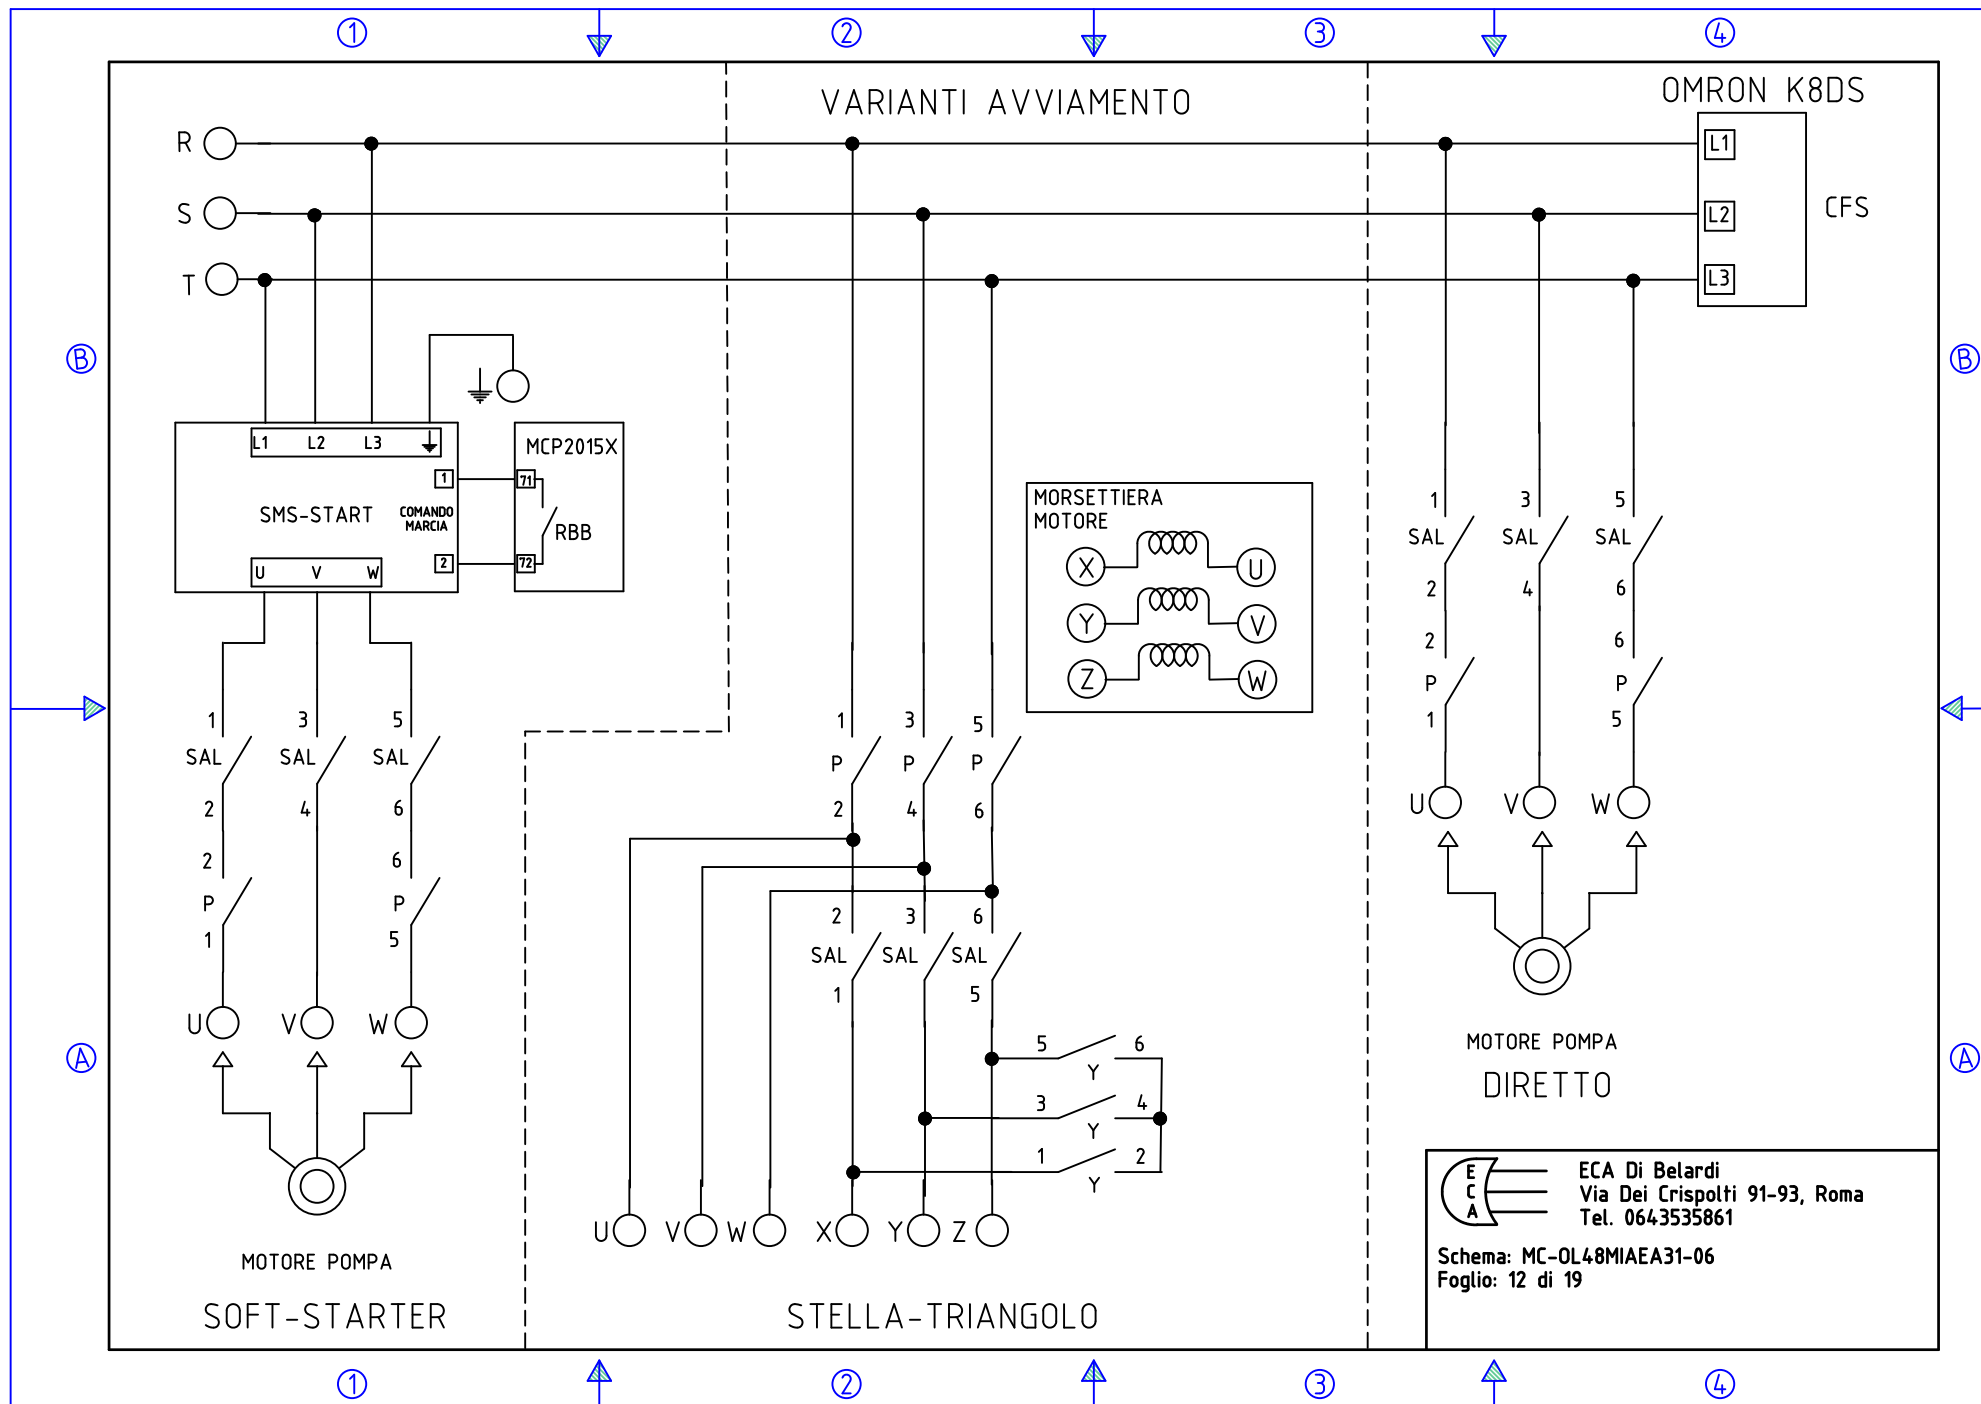 1 2 3 4
VARIANTI AVVIAMENTO
OMRON K8DS
R
S
T
L1
L2
L3
CFS
B
B
L1 L2 L3
1
SMS-START
COMANDO
MARCIA
2
U V W
MCP2015X
71
RBB
72
MORSETTIERA
MOTORE
X U
Y V
Z W
1 3 5
SAL SAL SAL
2 4 6
2 6
P P
1 5
U V W
MOTORE POMPA
SOFT-STARTER
1 3 5
P P P
2 4 6
2 3 6
SAL SAL SAL
1 5
5 6
Y
3 4
Y
1 2
Y
U V W X Y Z
STELLA-TRIANGOLO
1 3 5
SAL SAL SAL
2 4 6
2 6
P P
1 5
U V W
MOTORE POMPA
DIRETTO
A
A
E
C
A
ECA Di Belardi
Via Dei Crispolti 91-93, Roma
Tel. 0643535861
Schema: MC-OL48MIAEA31-06
Foglio: 12 di 19
1 2 3 4